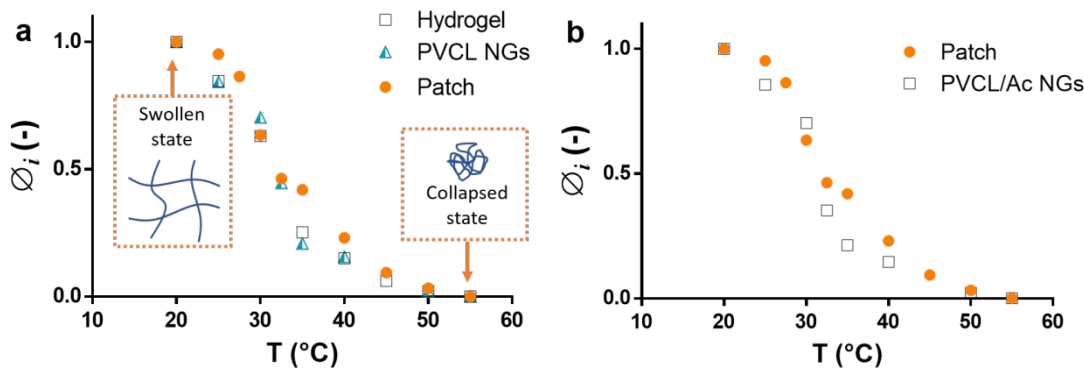 a
Hydrogel
PVCL NGs
Patch
Swollen
state
Collapsed
state
1.0
0.5
0.0
∅i (-)
10 20 30 40 50 60
T (°C)
b
Patch
PVCL/Ac NGs
1.0
0.5
0.0
∅i (-)
10 20 30 40 50 60
T (°C)